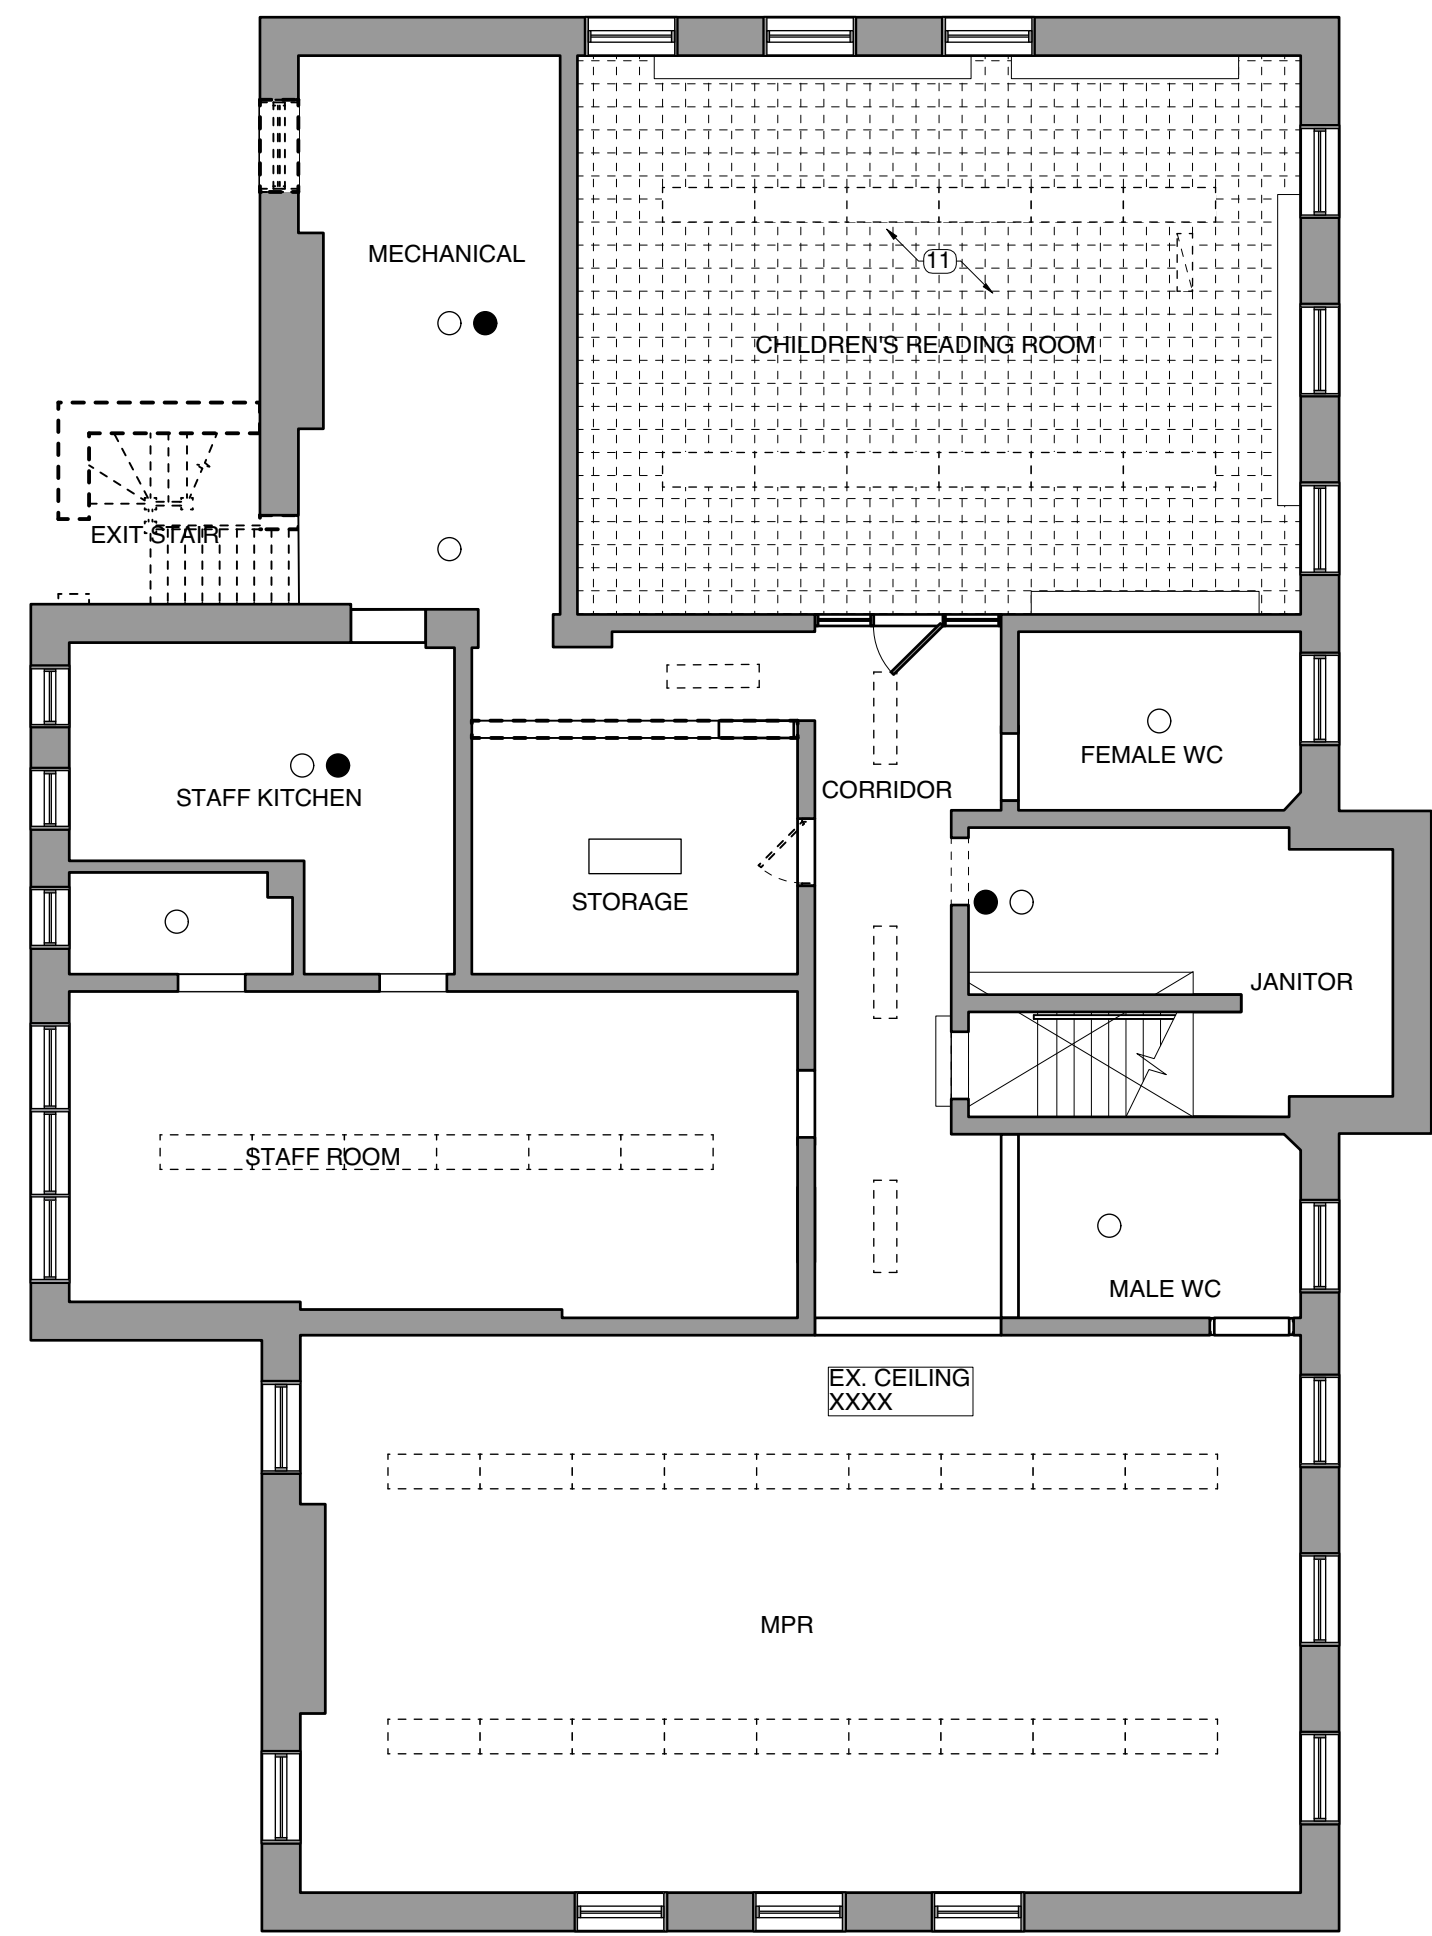 MECHANICAL
11
CHILDREN'S READING ROOM
EXIT STAIR
FEMALE WC
CORRIDOR
STAFF KITCHEN
STORAGE
JANITOR
STAFF ROOM
MALE WC
EX. CEILING
XXXX
MPR